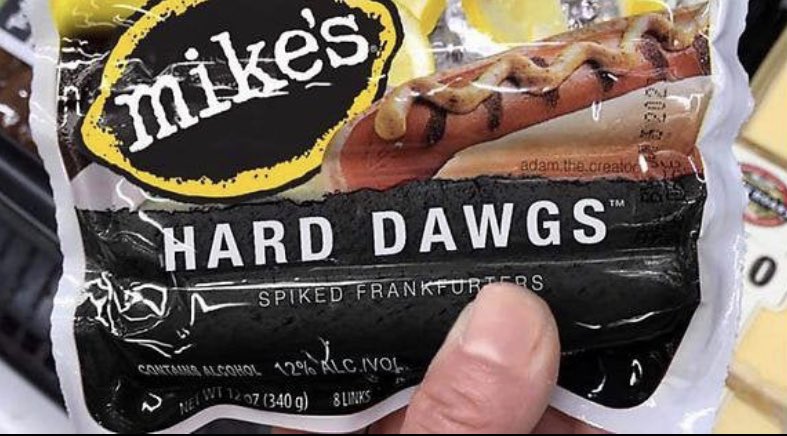 mike's
adam.the.creator
HARD DAWGS™
SPIKED FRANKFURTERS
CONTAINS ALCOHOL 12% ALC./VOL.
NET WT 12 OZ (340 g) 8 LINKS
0